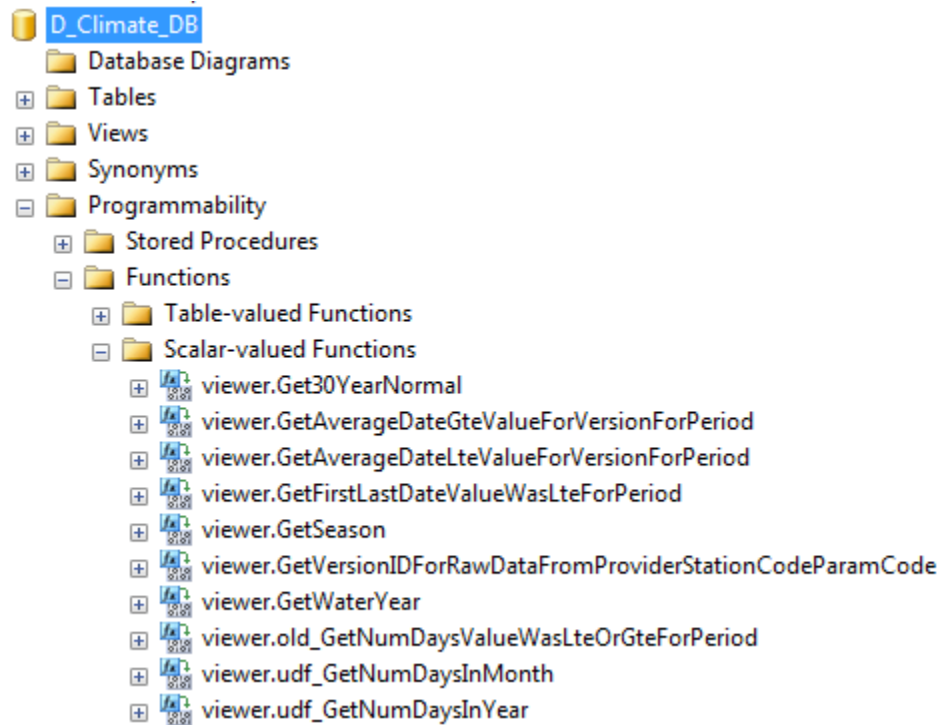 D_Climate_DB
Database Diagrams
Tables
Views
Synonyms
Programmability
Stored Procedures
Functions
Table-valued Functions
Scalar-valued Functions
viewer.Get30YearNormal
viewer.GetAverageDateGteValueForVersionForPeriod
viewer.GetAverageDateLteValueForVersionForPeriod
viewer.GetFirstLastDateValueWasLteForPeriod
viewer.GetSeason
viewer.GetVersionIDForRawDataFromProviderStationCodeParamCode
viewer.GetWaterYear
viewer.old_GetNumDaysValueWasLteOrGteForPeriod
viewer.udf_GetNumDaysInMonth
viewer.udf_GetNumDaysInYear